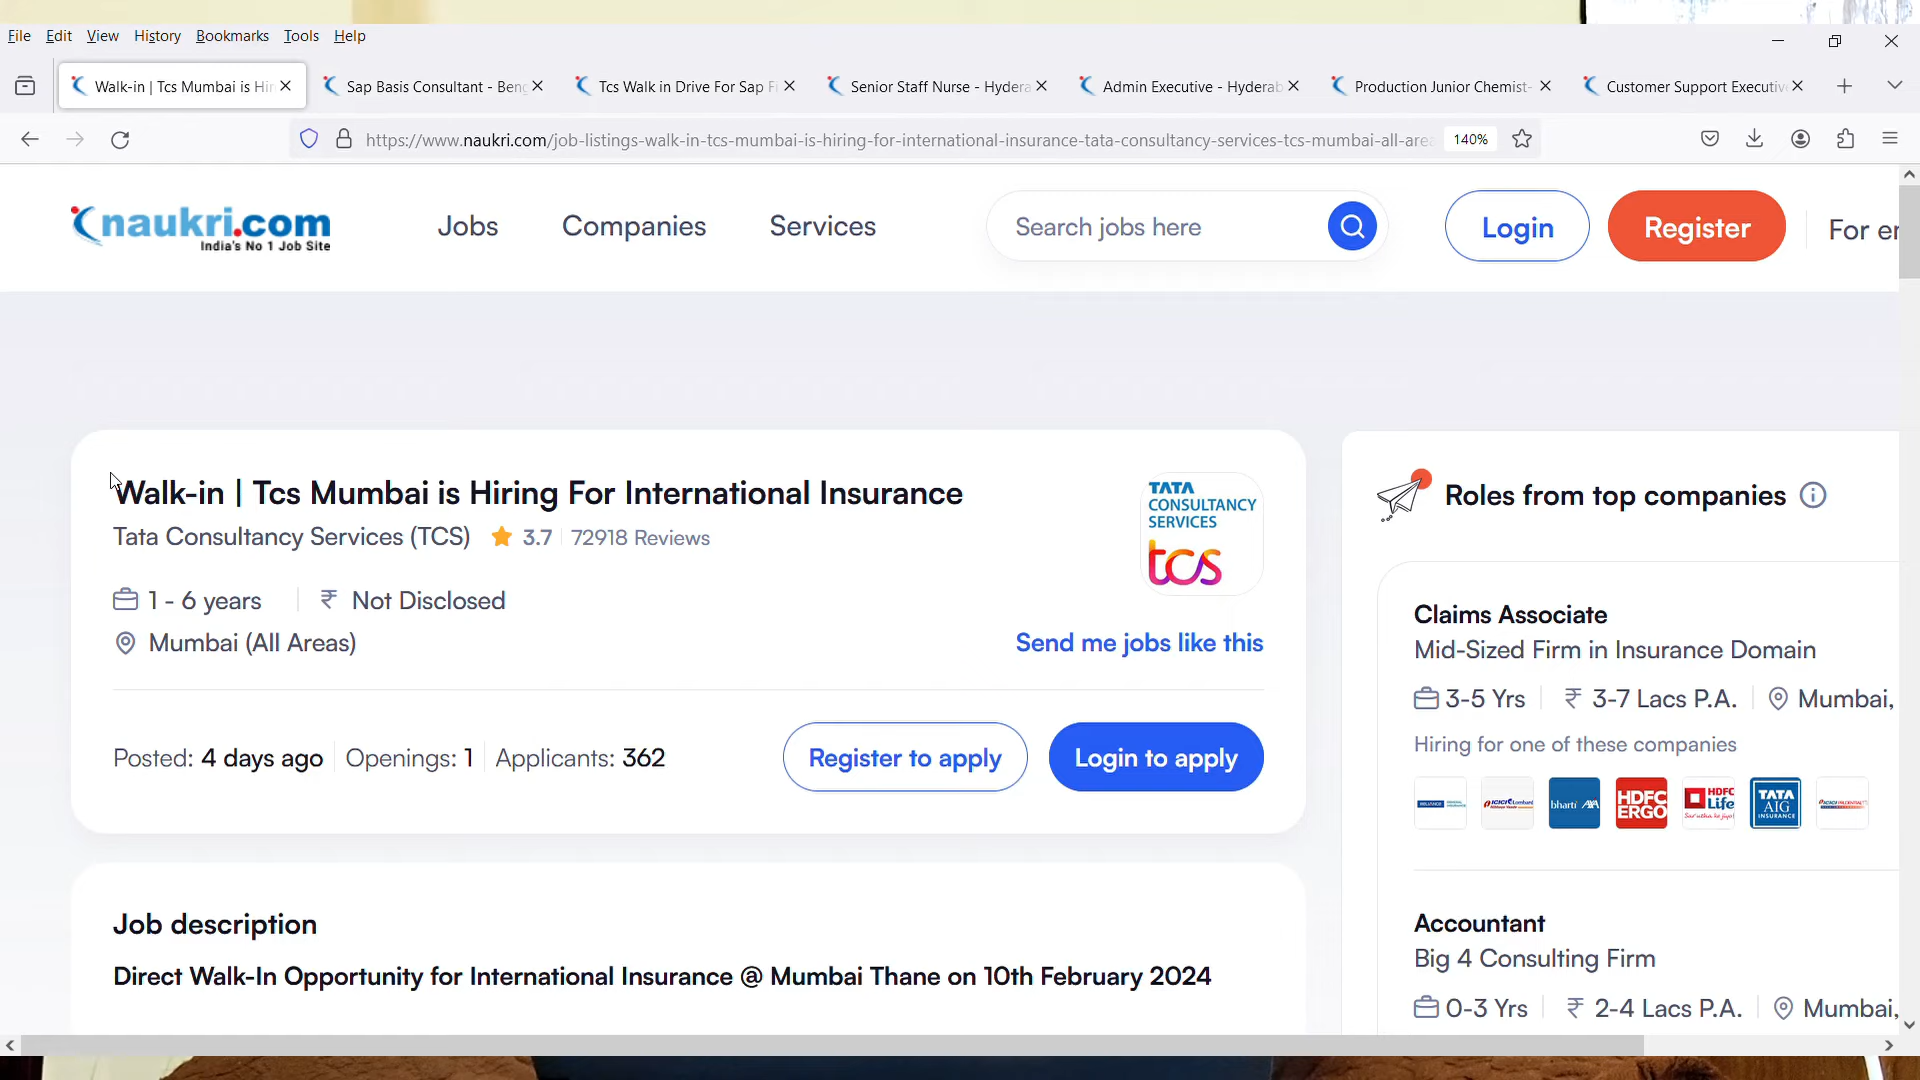 File Edit View History Bookmarks Tools Help
Walk-in | Tcs Mumbai is Hir
Sap Basis Consultant - Beng
Tcs Walk in Drive For Sap Fi
Senior Staff Nurse - Hydera
Admin Executive - Hyderab
Production Junior Chemist-
Customer Support Executive
https://www.naukri.com/job-listings-walk-in-tcs-mumbai-is-hiring-for-international-insurance-tata-consultancy-services-tcs-mumbai-all-area
140%
naukri.com
India's No 1 Job Site
Jobs
Companies
Services
Search jobs here
Login
Register
For er
Walk-in | Tcs Mumbai is Hiring For International Insurance
Tata Consultancy Services (TCS) 3.7 72918 Reviews
1 - 6 years ₹ Not Disclosed
Mumbai (All Areas)
Send me jobs like this
Posted: 4 days ago Openings: 1 Applicants: 362
Register to apply
Login to apply
TATA
CONSULTANCY
SERVICES
tcs
Job description
Direct Walk-In Opportunity for International Insurance @ Mumbai Thane on 10th February 2024
Roles from top companies
Claims Associate
Mid-Sized Firm in Insurance Domain
3-5 Yrs ₹ 3-7 Lacs P.A. Mumbai,
Hiring for one of these companies
bharti AXA
HDFC
ERGO
HDFC
Life
TATA
AIG
INSURANCE
Accountant
Big 4 Consulting Firm
0-3 Yrs ₹ 2-4 Lacs P.A. Mumbai,